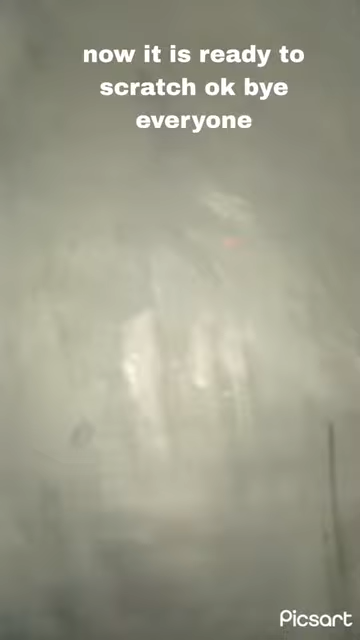 now it is ready to
scratch ok bye
everyone
Picsart